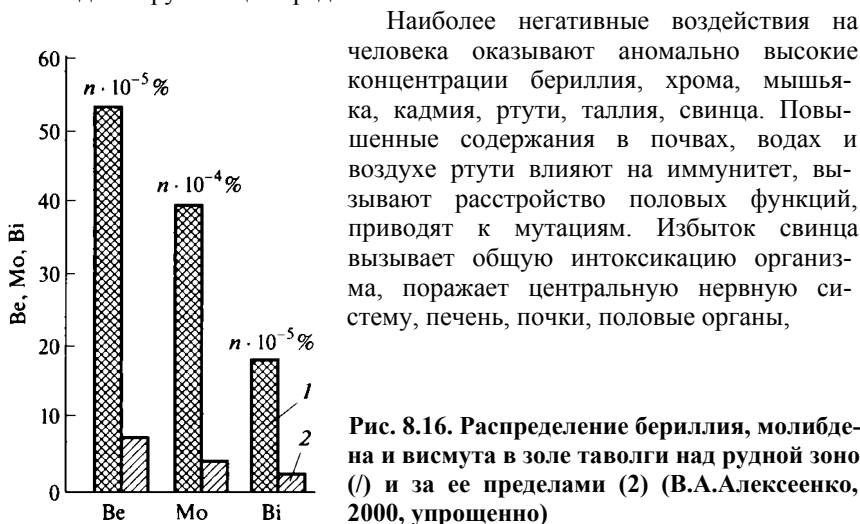 Наиболее негативные воздействия на
человека оказывают аномально высокие
концентрации бериллия, хрома, мышья-
ка, кадмия, ртути, таллия, свинца. Повы-
шенные содержания в почвах, водах и
воздухе ртути влияют на иммунитет, вы-
зывают расстройство половых функций,
приводят к мутациям. Избыток свинца
вызывает общую интоксикацию организ-
ма, поражает центральную нервную си-
стему, печень, почки, половые органы,
Be, Mo, Bi
60
50
40
30
20
10
0
n · 10⁻⁵%
n · 10⁻⁴%
n · 10⁻⁵%
1
2
Be Mo Bi
Рис. 8.16. Распределение бериллия, молибде-
на и висмута в золе таволги над рудной зоно
(/) и за ее пределами (2) (В.А.Алексеенко,
2000, упрощенно)